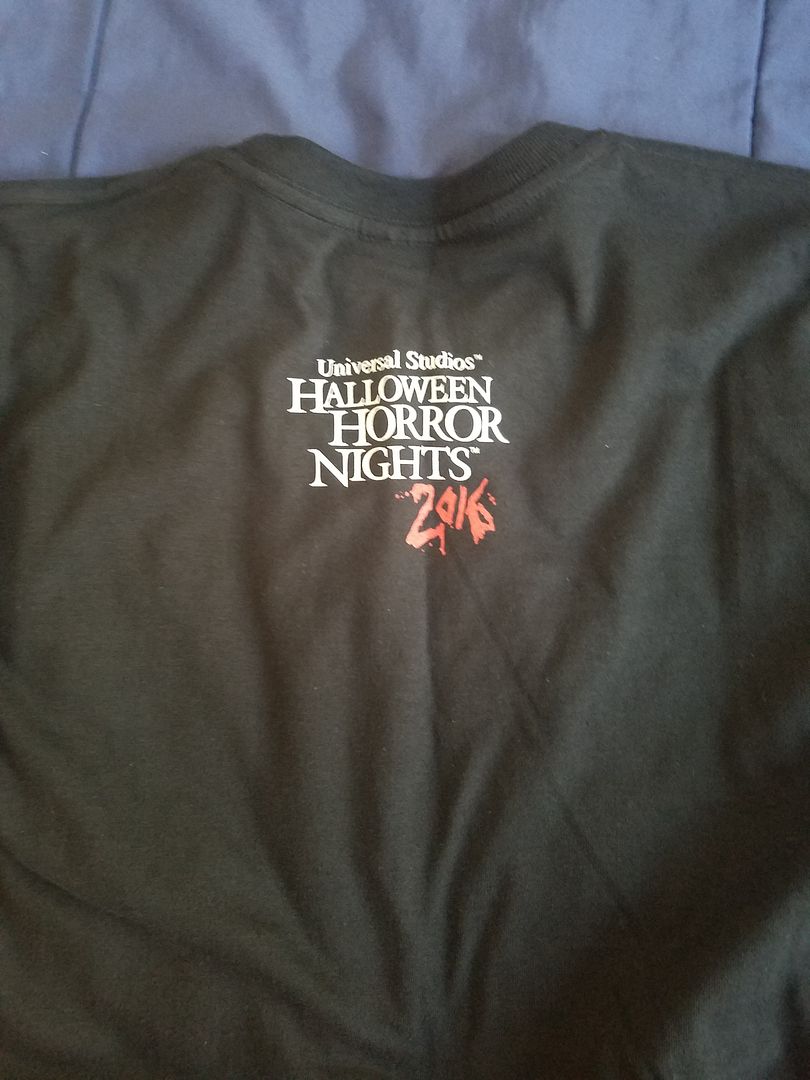 Universal Studios™
HALLOWEEN
HORROR
NIGHTS™
2016